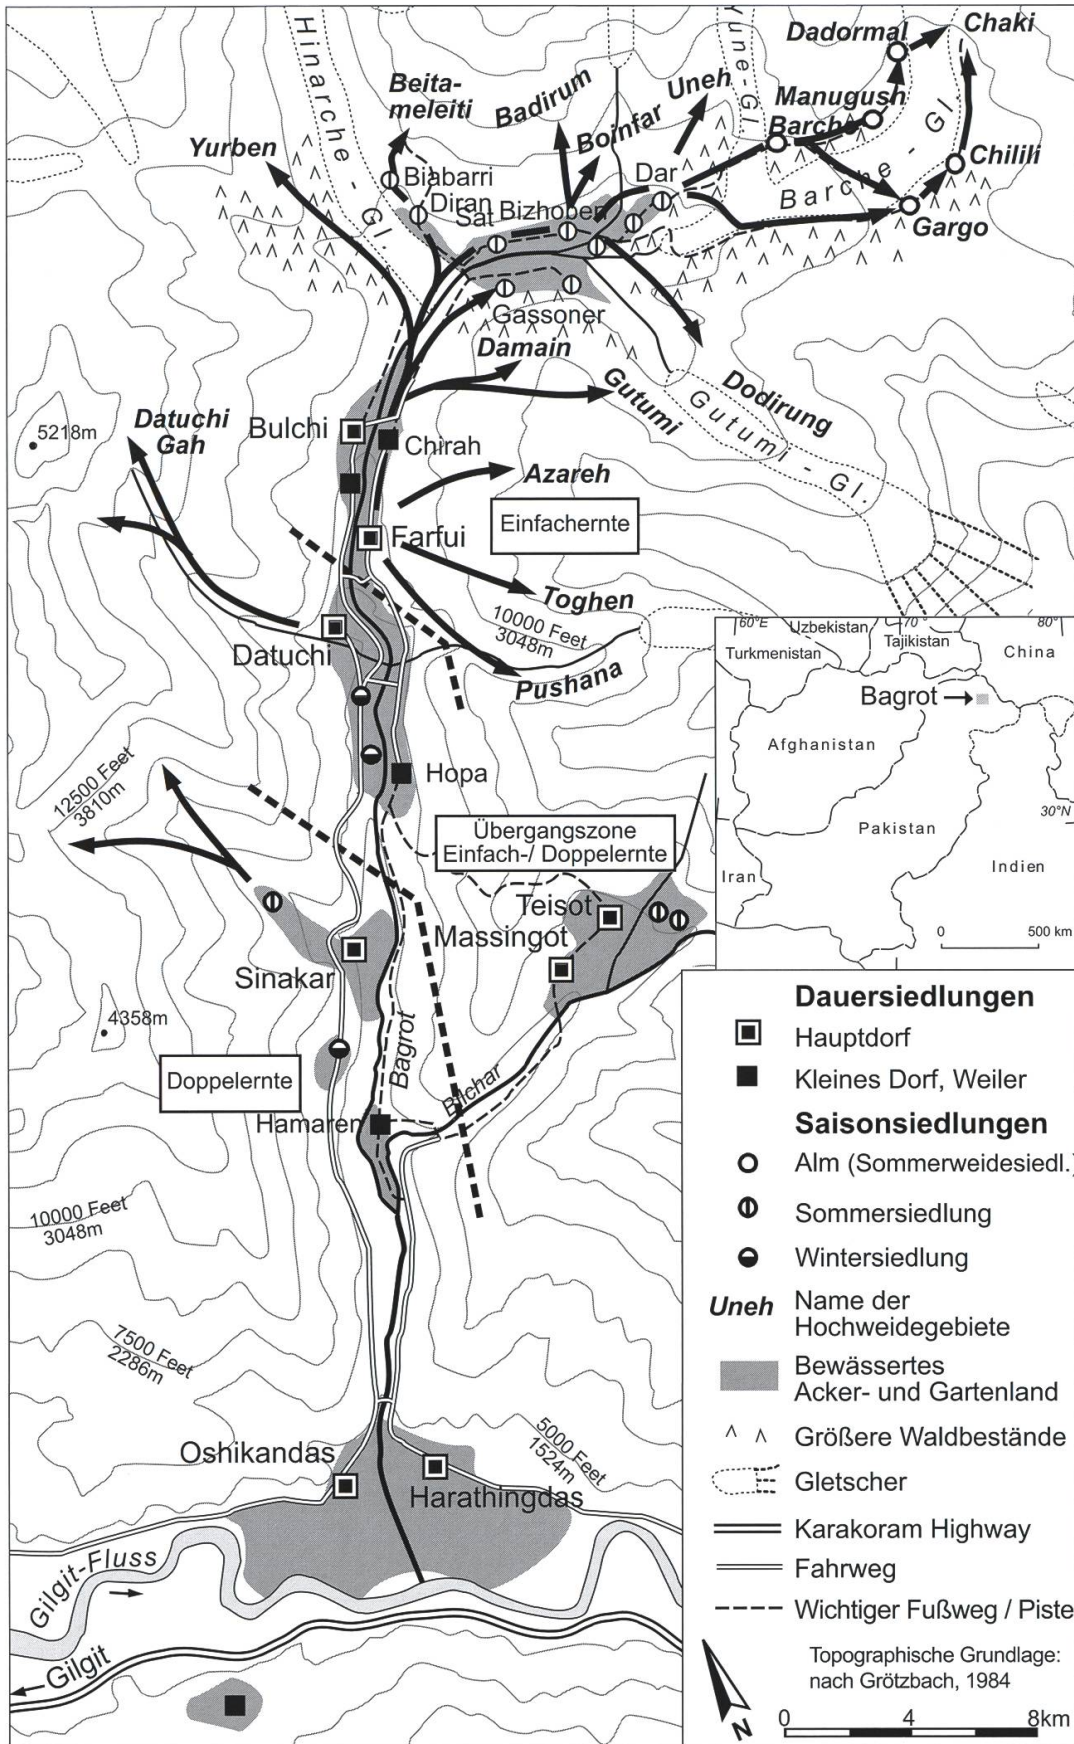 Hinarche - Gl.
Yune-Gl.
Dadormal
Chaki
Beita-
meleiti
Badirum
Uneh
Boinfar
Manugush
Barche
Yurben
Biabarri
Dar
Chilili
Diran
Barche - Gl.
Sat
Bizhoben
Gargo
Gassoner
Damain
Gutumi
Dodirung
Gutumi - Gl.
Datuchi
Gah
5218m
Bulchi
Chirah
Azareh
Einfachernte
Farfui
Toghen
10000 Feet
3048m
Datuchi
Pushana
12500 Feet
3810m
Hopa
Übergangszone
Einfach-/ Doppelernte
Teisot
Massingot
Sinakar
4358m
Bagrot
Doppelernte
Bilchar
Hamaren
10000 Feet
3048m
7500 Feet
2286m
Oshikandas
5000 Feet
1524m
Harathingdas
Gilgit-Fluss
Gilgit
60°E
Uzbekistan
70°
Tajikistan
80°
Turkmenistan
China
Bagrot
Afghanistan
30°N
Pakistan
Indien
Iran
0
500 km
Dauersiedlungen
Hauptdorf
Kleines Dorf, Weiler
Saisonsiedlungen
Alm (Sommerweidesiedl.)
Sommersiedlung
Wintersiedlung
Uneh
Name der
Hochweidegebiete
Bewässertes
Acker- und Gartenland
Größere Waldbestände
Gletscher
Karakoram Highway
Fahrweg
Wichtiger Fußweg / Piste
Topographische Grundlage:
nach Grötzbach, 1984
N
0 4 8km